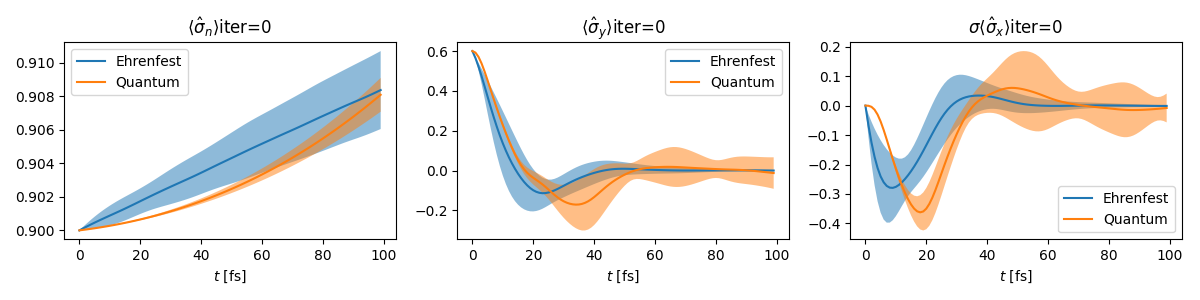 ⟨σ̂ₙ⟩iter=0
0.910
0.908
0.906
0.904
0.902
0.900
Ehrenfest
Quantum
0 20 40 60 80 100
t [fs]
⟨σ̂_y⟩iter=0
0.6
0.4
0.2
0.0
−0.2
Ehrenfest
Quantum
0 20 40 60 80 100
t [fs]
σ⟨σ̂ₓ⟩iter=0
0.2
0.1
0.0
−0.1
−0.2
−0.3
−0.4
Ehrenfest
Quantum
0 20 40 60 80 100
t [fs]